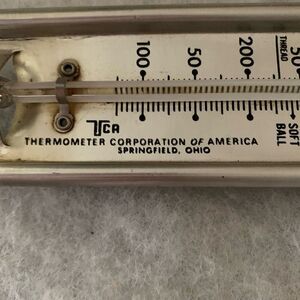 100 50 200 50
THREAD
SOFT
BALL
TCA
THERMOMETER CORPORATION OF AMERICA
SPRINGFIELD, OHIO